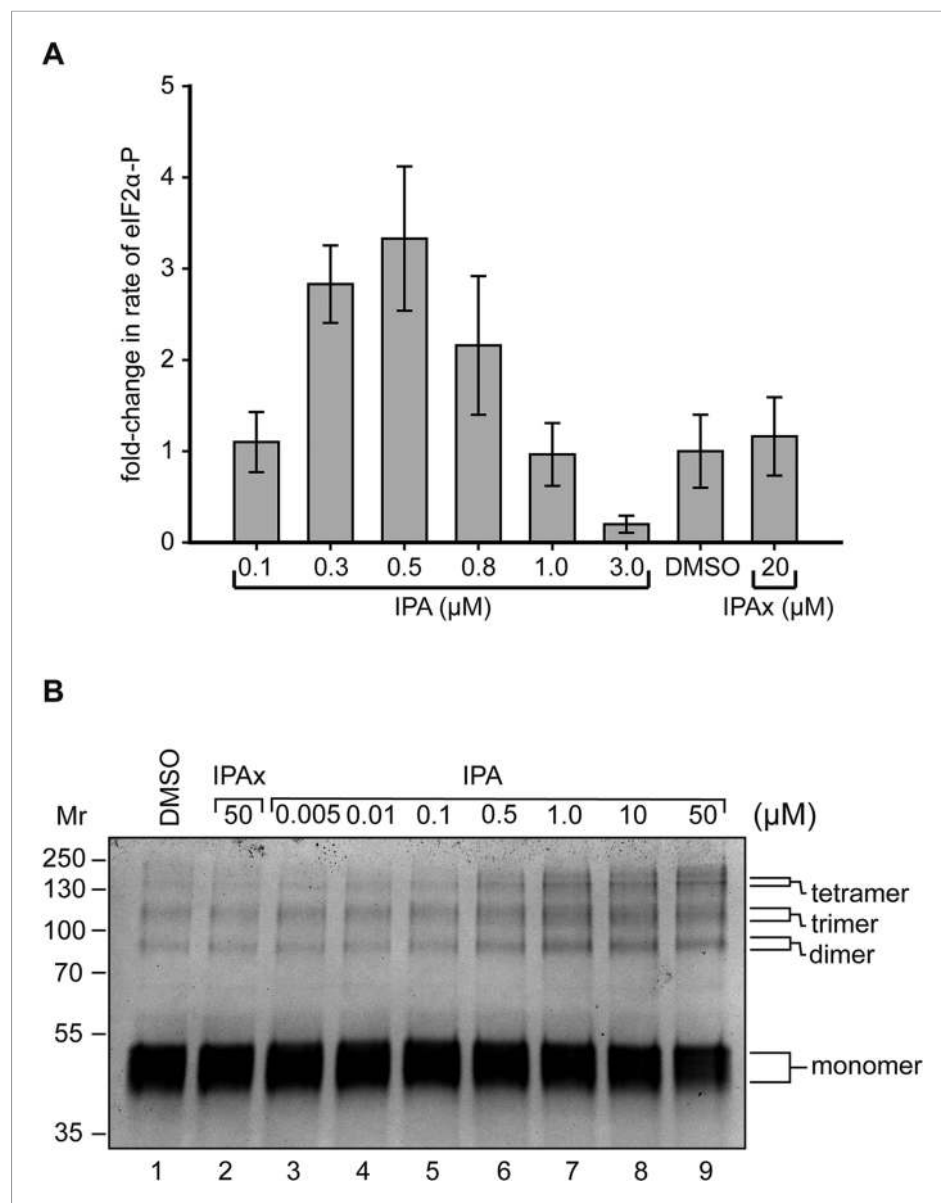 A
fold-change in rate of eIF2α-P
5
4
3
2
1
0
0.1 0.3 0.5 0.8 1.0 3.0 DMSO 20
IPA (µM) IPAx (µM)
B
DMSO IPAx IPA
Mr 50 0.005 0.01 0.1 0.5 1.0 10 50 (µM)
250
130 tetramer
100 trimer
dimer
70
55
monomer
35
1 2 3 4 5 6 7 8 9